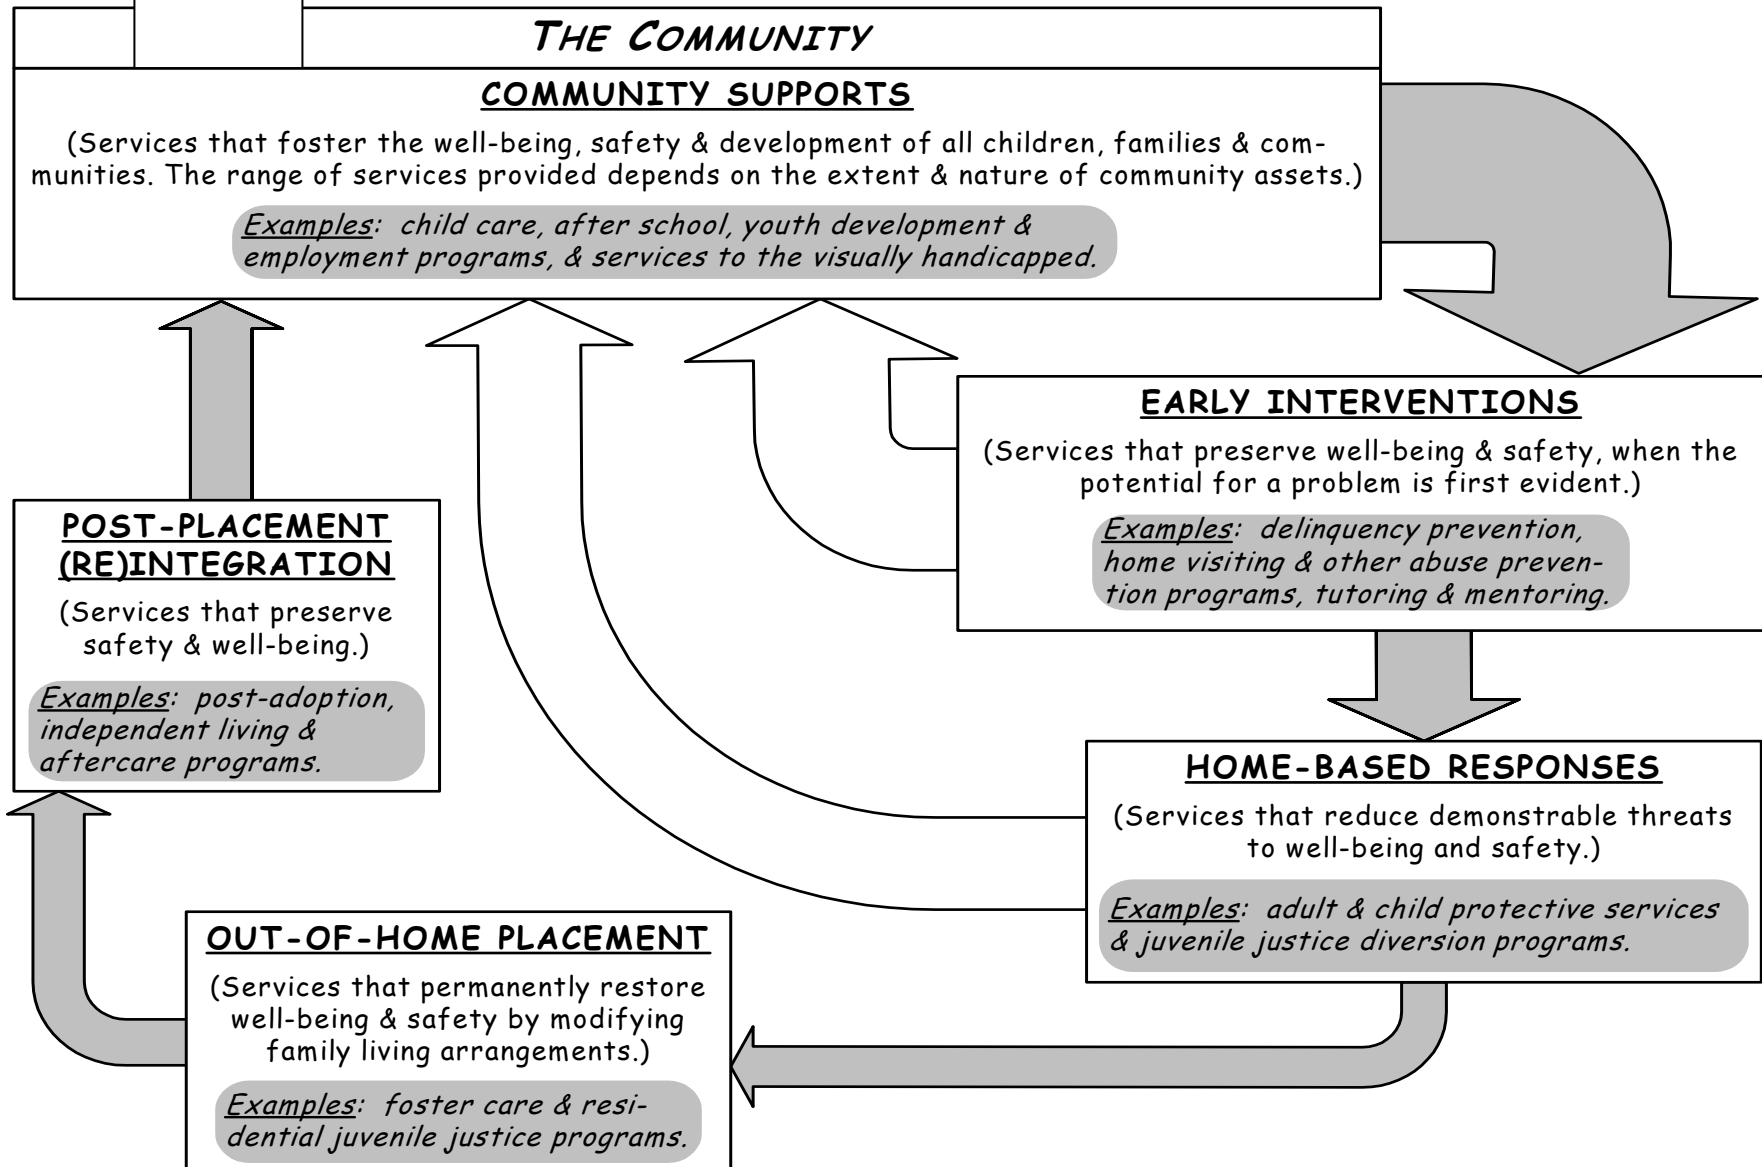 THE COMMUNITY
COMMUNITY SUPPORTS
(Services that foster the well-being, safety & development of all children, families & com-
munities. The range of services provided depends on the extent & nature of community assets.)
Examples: child care, after school, youth development &
employment programs, & services to the visually handicapped.
EARLY INTERVENTIONS
(Services that preserve well-being & safety, when the
potential for a problem is first evident.)
Examples: delinquency prevention,
home visiting & other abuse preven-
tion programs, tutoring & mentoring.
POST-PLACEMENT
(RE)INTEGRATION
(Services that preserve
safety & well-being.)
Examples: post-adoption,
independent living &
aftercare programs.
HOME-BASED RESPONSES
(Services that reduce demonstrable threats
to well-being and safety.)
Examples: adult & child protective services
& juvenile justice diversion programs.
OUT-OF-HOME PLACEMENT
(Services that permanently restore
well-being & safety by modifying
family living arrangements.)
Examples: foster care & resi-
dential juvenile justice programs.